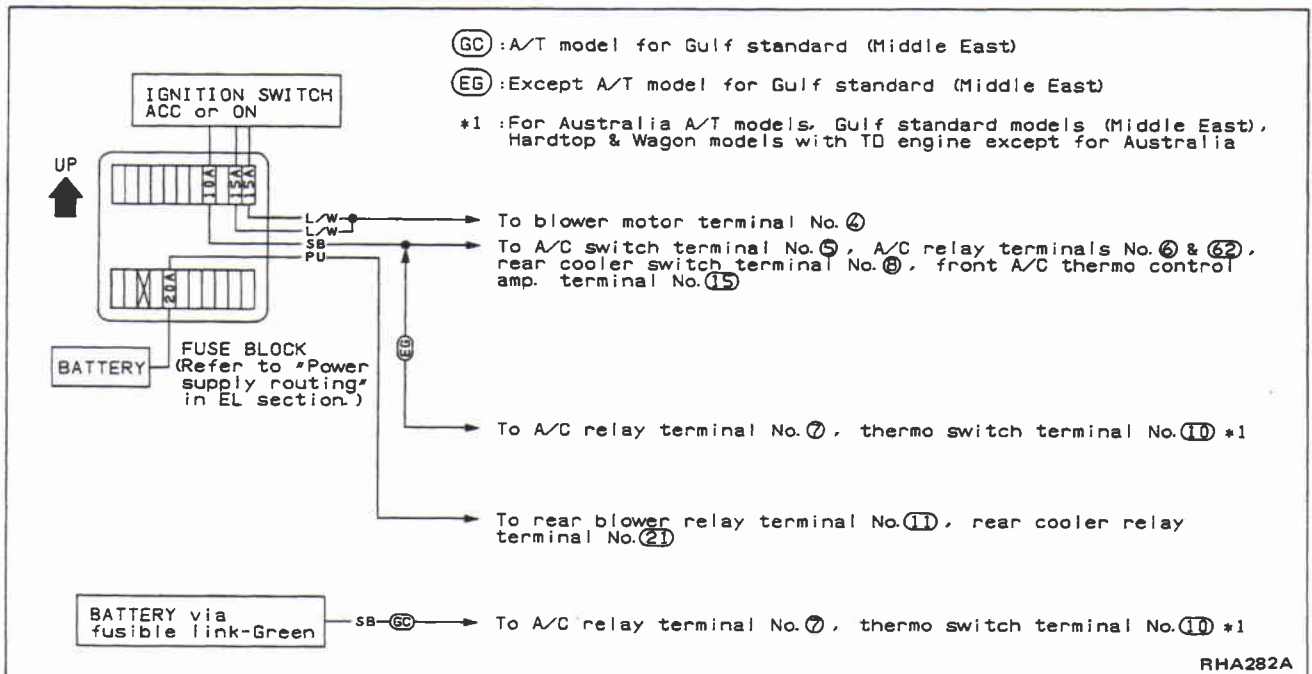 GC :A/T model for Gulf standard (Middle East)
EG :Except A/T model for Gulf standard (Middle East)
*1 :For Australia A/T models, Gulf standard models (Middle East),
Hardtop & Wagon models with TD engine except for Australia
IGNITION SWITCH
ACC or ON
UP
10A
15A
15A
L/W
L/W
SB
PU
To blower motor terminal No. 4
To A/C switch terminal No. 5 , A/C relay terminals No. 6 & 62 ,
rear cooler switch terminal No. 8 , front A/C thermo control
amp. terminal No. 15
20A
BATTERY
FUSE BLOCK
(Refer to "Power
supply routing"
in EL section.)
EG
To A/C relay terminal No. 7 , thermo switch terminal No. 10 *1
To rear blower relay terminal No. 11 , rear cooler relay
terminal No. 21
BATTERY via
fusible link-Green
SB
GC
To A/C relay terminal No. 7 , thermo switch terminal No. 10 *1
RHA282A